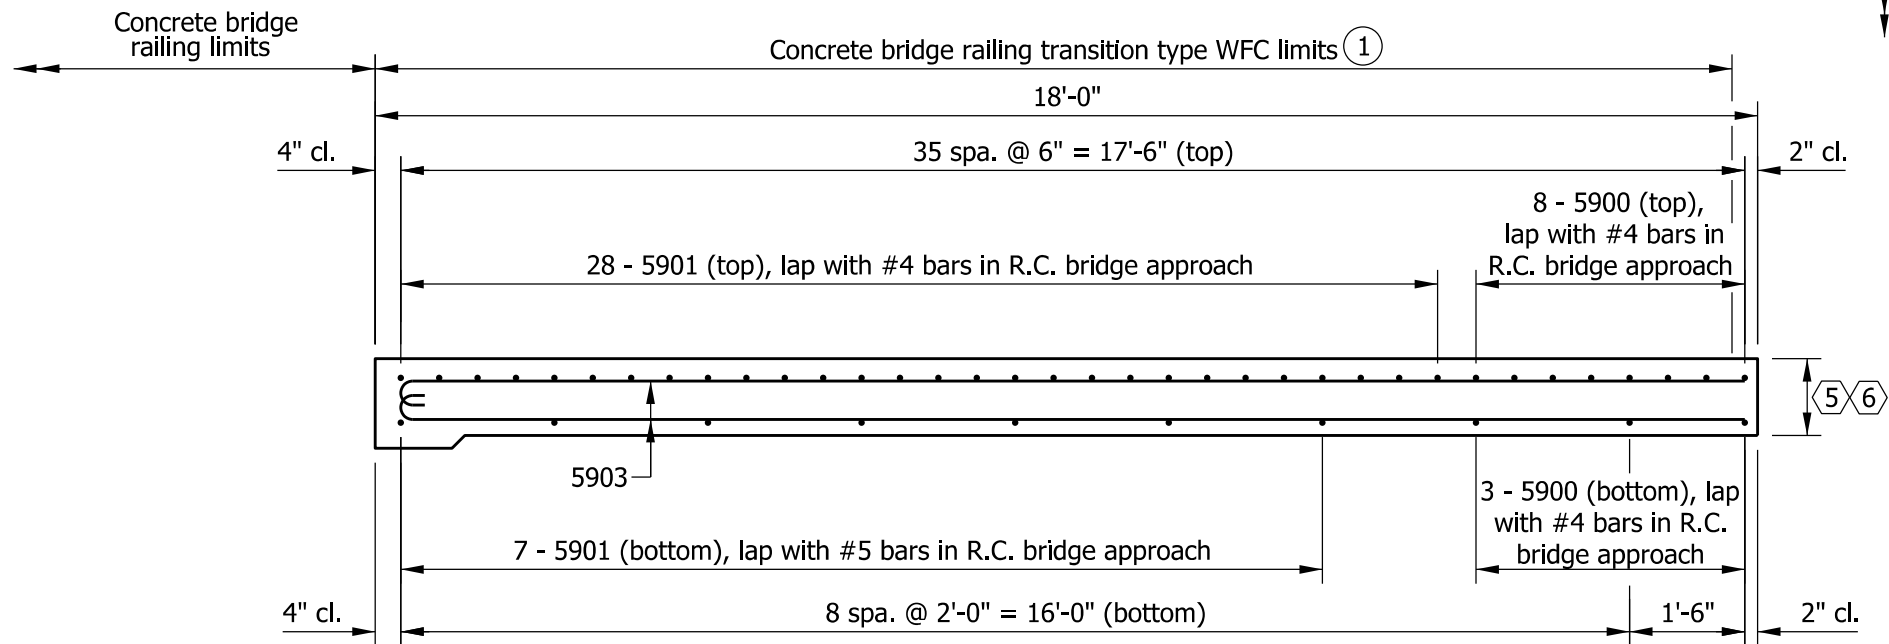 Concrete bridge
railing limits
Concrete bridge railing transition type WFC limits 1
18'-0"
4" cl.
35 spa. @ 6" = 17'-6" (top)
2" cl.
8 - 5900 (top),
lap with #4 bars in
R.C. bridge approach
28 - 5901 (top), lap with #4 bars in R.C. bridge approach
5 6
5903
3 - 5900 (bottom), lap
with #4 bars in R.C.
bridge approach
7 - 5901 (bottom), lap with #5 bars in R.C. bridge approach
4" cl.
8 spa. @ 2'-0" = 16'-0" (bottom)
1'-6"
2" cl.